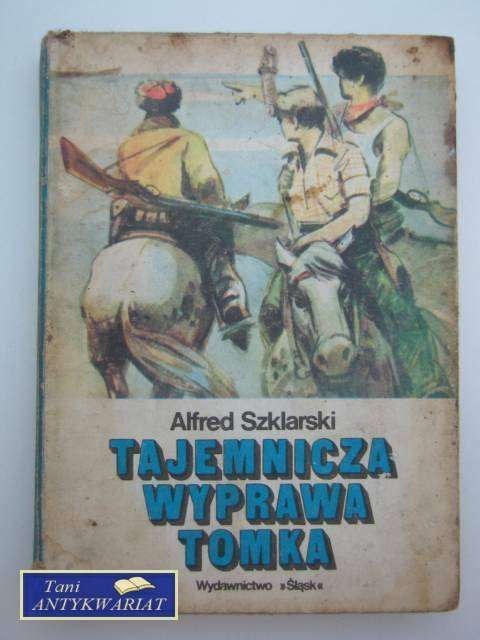 Alfred Szklarski
TAJEMNICZA
WYPRAWA
TOMKA
Wydawnictwo »Śląsk«
Tani
ANTYKWARIAT